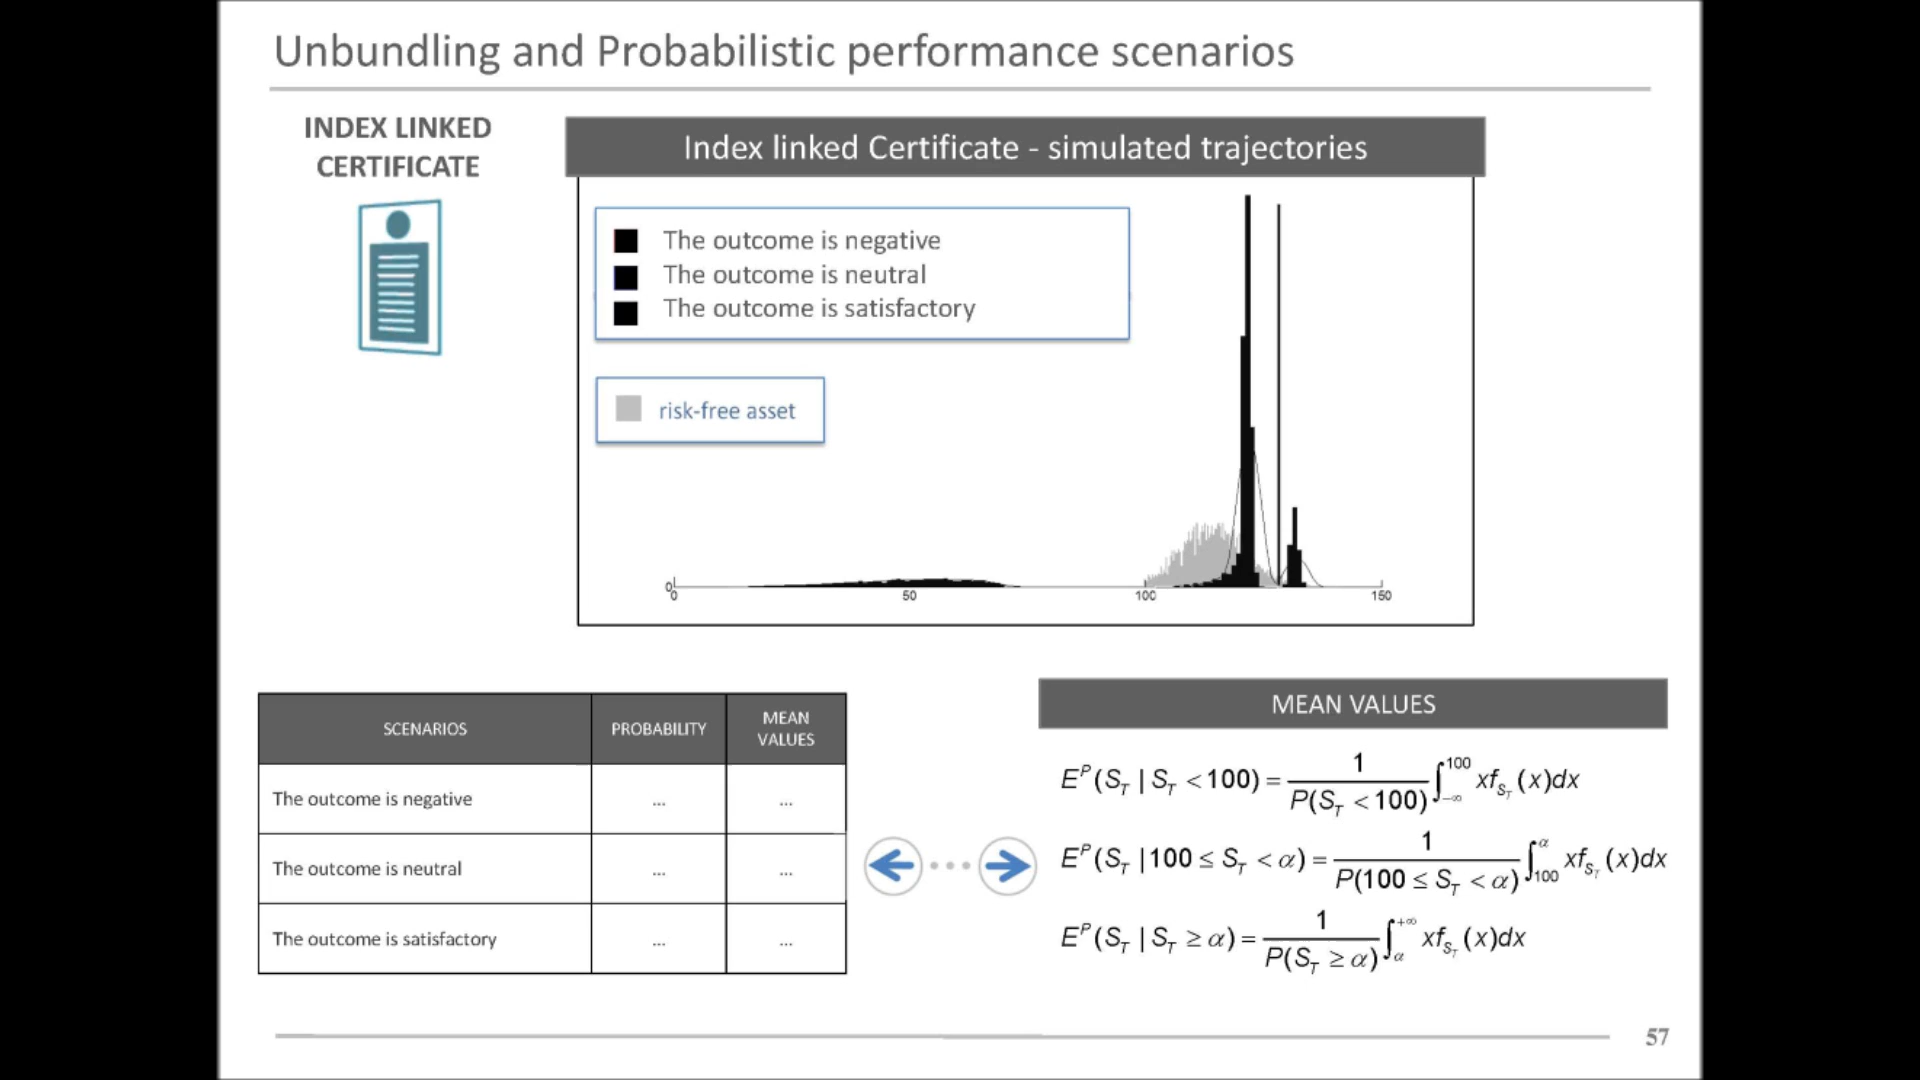 Unbundling and Probabilistic performance scenarios
INDEX LINKED
CERTIFICATE
Index linked Certificate - simulated trajectories
The outcome is negative
The outcome is neutral
The outcome is satisfactory
risk-free asset
0
0
50
100
150
SCENARIOS
PROBABILITY
MEAN
VALUES
The outcome is negative
...
...
The outcome is neutral
...
...
The outcome is satisfactory
...
...
MEAN VALUES
E^P(S_T | S_T < 100) = 1 / P(S_T < 100) ∫_{-∞}^{100} x f_{S_T}(x)dx
E^P(S_T | 100 ≤ S_T < α) = 1 / P(100 ≤ S_T < α) ∫_{100}^{α} x f_{S_T}(x)dx
E^P(S_T | S_T ≥ α) = 1 / P(S_T ≥ α) ∫_{α}^{+∞} x f_{S_T}(x)dx
57